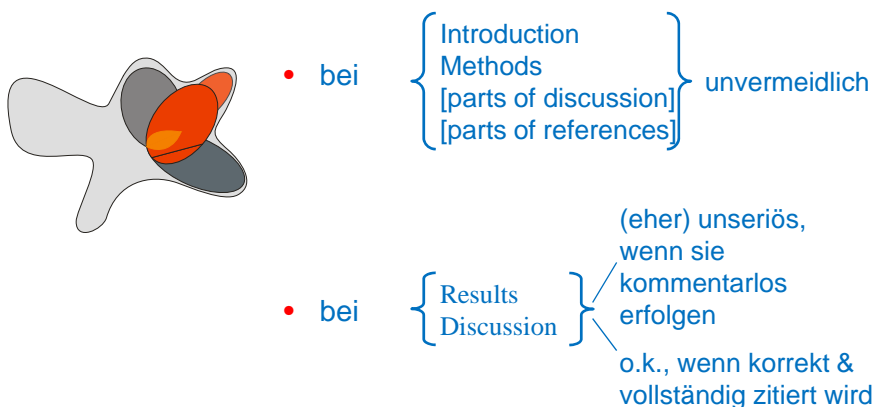 • bei
Introduction
Methods
[parts of discussion]
[parts of references]
unvermeidlich
• bei
Results
Discussion
(eher) unseriös,
wenn sie
kommentarlos
erfolgen
o.k., wenn korrekt &
vollständig zitiert wird